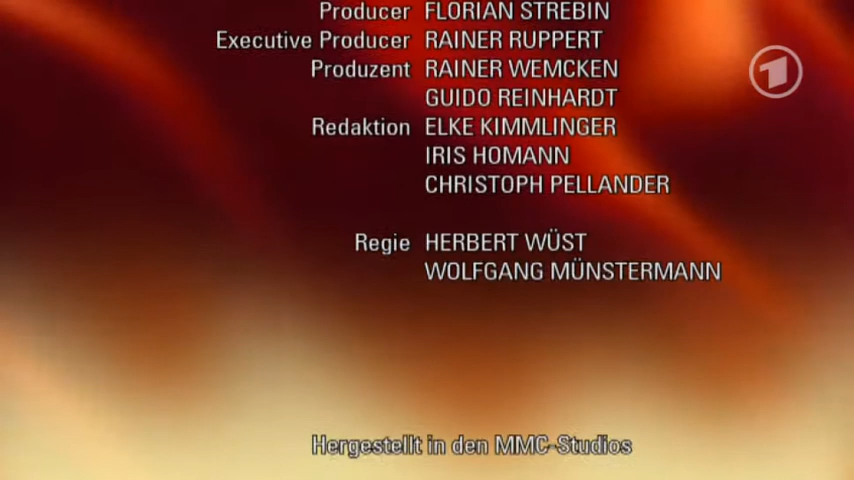 Producer FLORIAN STREBIN
Executive Producer RAINER RUPPERT
Produzent RAINER WEMCKEN
GUIDO REINHARDT
Redaktion ELKE KIMMLINGER
IRIS HOMANN
CHRISTOPH PELLANDER
Regie HERBERT WÜST
WOLFGANG MÜNSTERMANN
Hergestellt in den MMC-Studios
1